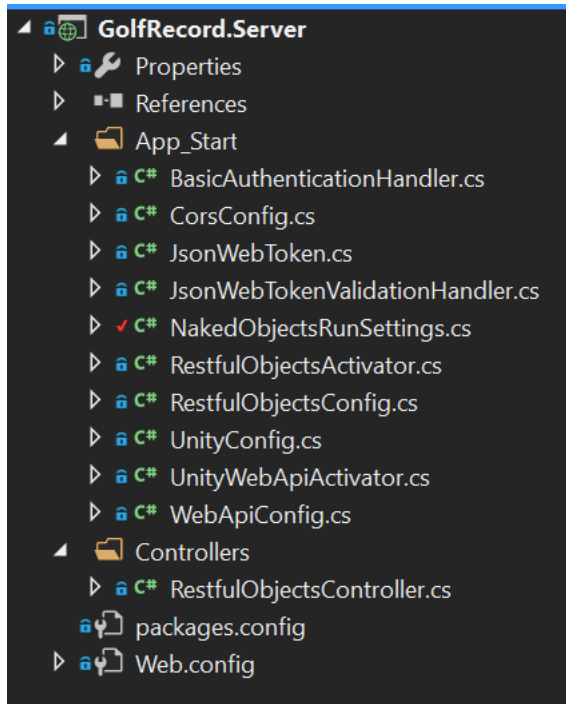 GolfRecord.Server
Properties
References
App_Start
C# BasicAuthenticationHandler.cs
C# CorsConfig.cs
C# JsonWebToken.cs
C# JsonWebTokenValidationHandler.cs
C# NakedObjectsRunSettings.cs
C# RestfulObjectsActivator.cs
C# RestfulObjectsConfig.cs
C# UnityConfig.cs
C# UnityWebApiActivator.cs
C# WebApiConfig.cs
Controllers
C# RestfulObjectsController.cs
packages.config
Web.config